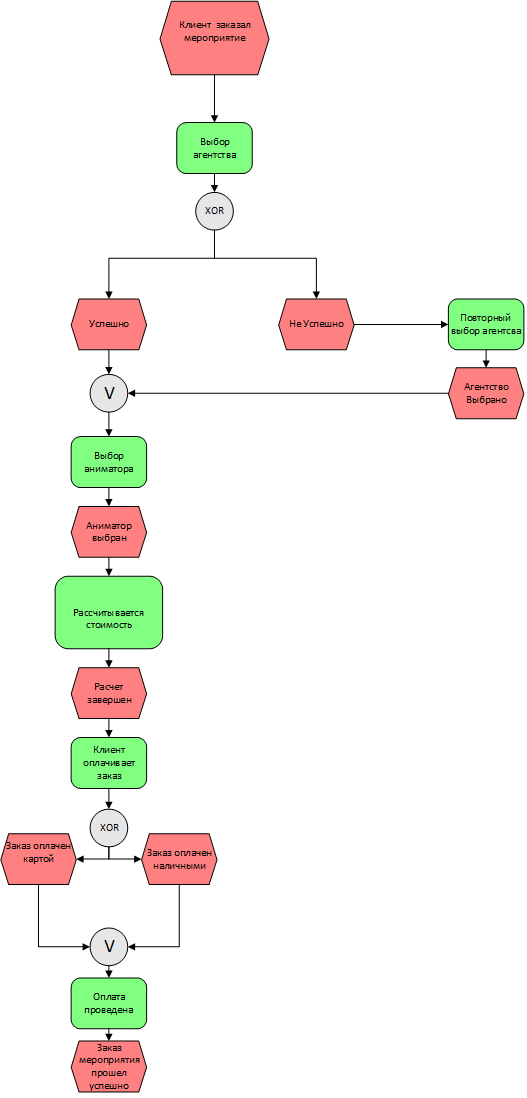 Клиент заказал
мероприятие
Выбор
агентства
XOR
Успешно
Не Успешно
Повторный
выбор агентсва
V
Агентство
Выбрано
Выбор
аниматора
Аниматор
выбран
Рассчитывается
стоимость
Расчет
завершен
Клиент
оплачивает
заказ
XOR
Заказ оплачен
картой
Заказ оплачен
наличными
V
Оплата
проведена
Заказ
мероприятия
прошел
успешно